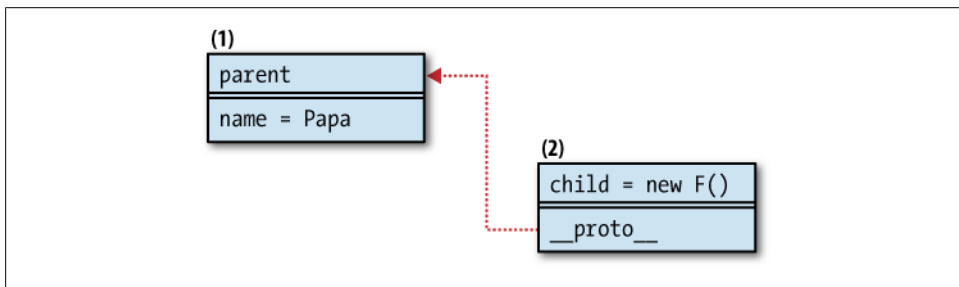 (1)
parent
name = Papa
(2)
child = new F()
__proto__